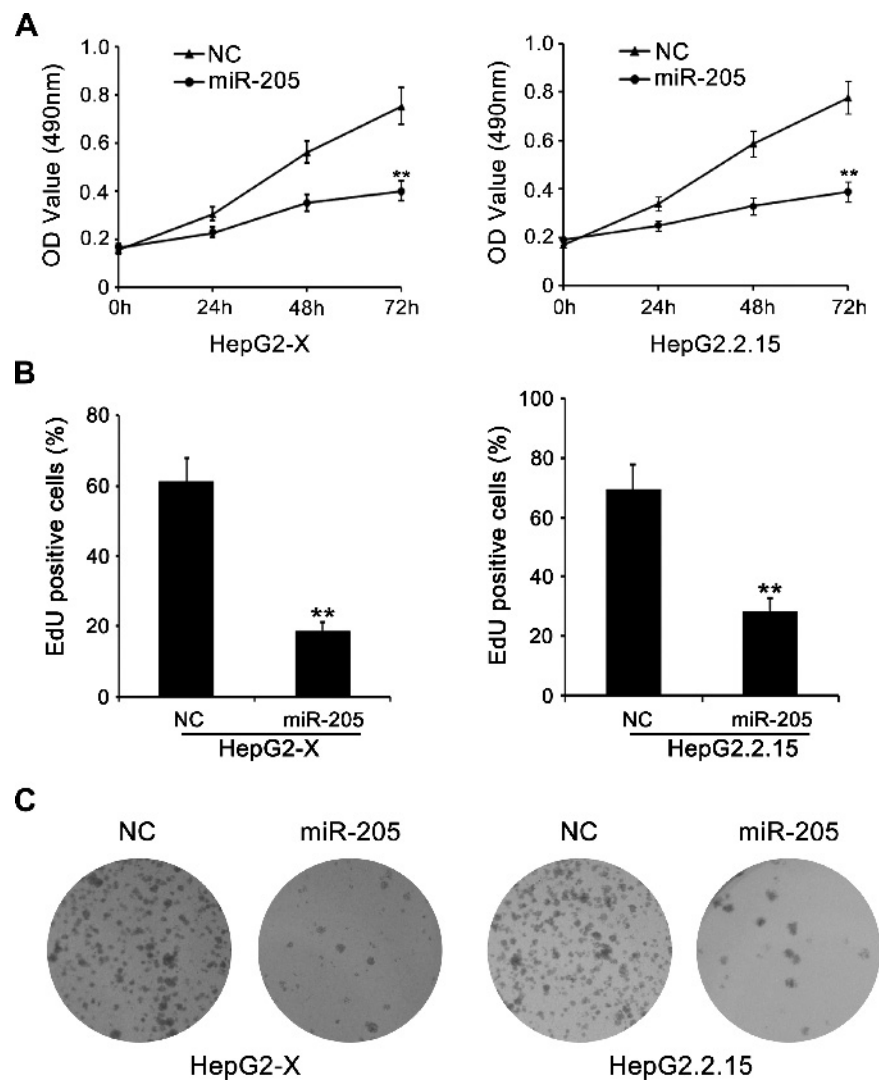 A
OD Value (490nm)
1.0
0.8
0.6
0.4
0.2
0
NC
miR-205
**
0h 24h 48h 72h
HepG2-X
OD Value (490nm)
1.0
0.8
0.6
0.4
0.2
0
NC
miR-205
**
0h 24h 48h 72h
HepG2.2.15
B
EdU positive cells (%)
80
60
40
20
0
**
NC miR-205
HepG2-X
EdU positive cells (%)
100
80
60
40
20
0
**
NC miR-205
HepG2.2.15
C
NC miR-205 NC miR-205
HepG2-X HepG2.2.15